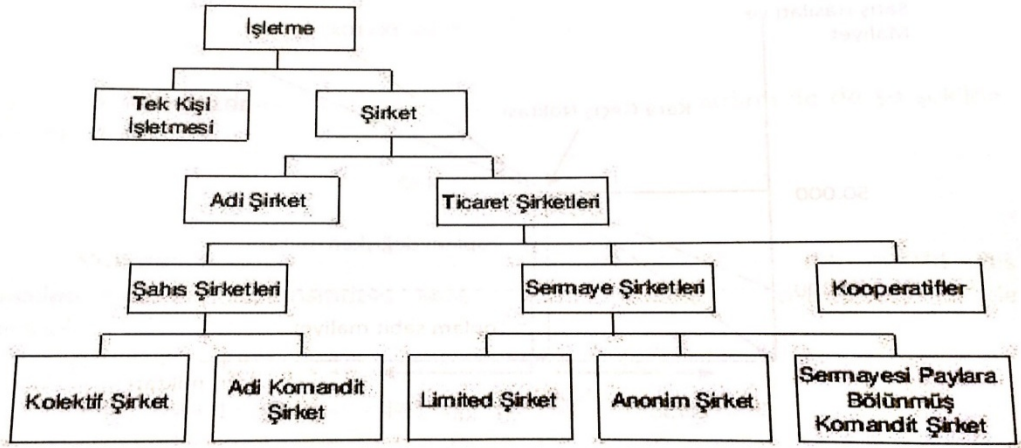 İşletme
Tek Kişi
İşletmesi
Şirket
Adi Şirket
Ticaret Şirketleri
Şahıs Şirketleri
Sermaye Şirketleri
Kooperatifler
Kolektif Şirket
Adi Komandit
Şirket
Limited Şirket
Anonim Şirket
Sermayesi Paylara
Bölünmüş
Komandit Şirket